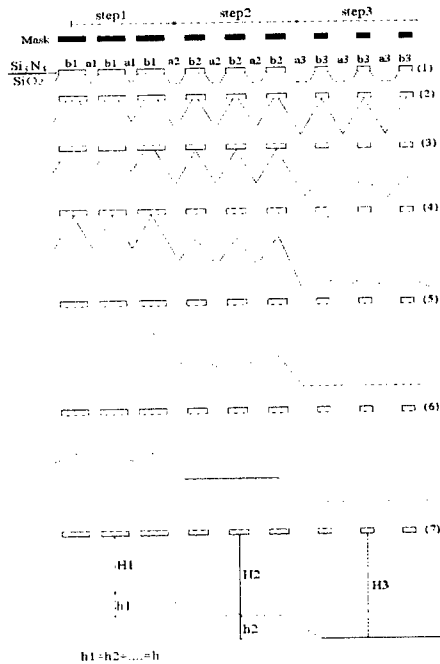 step1 step2 step3
Mask
Si3N4 b1 a1 b1 a1 b1 a2 b2 a2 b2 a2 b2 a3 b3 a3 b3 a3 b3 (1)
SiO2
(2)
(3)
(4)
(5)
(6)
(7)
H1
H2
H3
h1
h2
h1=h2=....=h